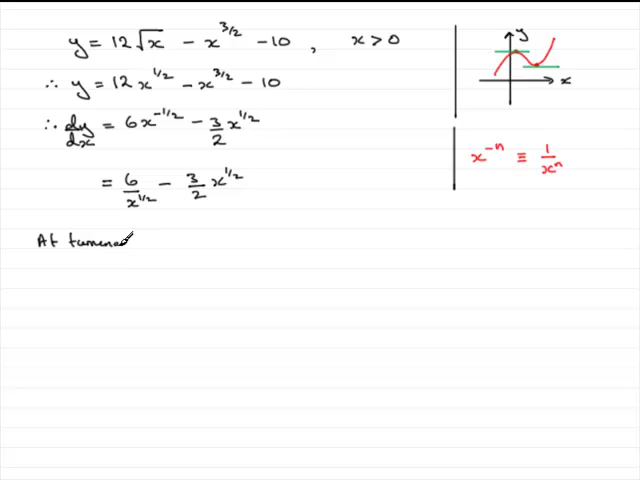 y = 12√x - x^{3/2} - 10 , x > 0
∴ y = 12x^{1/2} - x^{3/2} - 10
∴ dy/dx = 6x^{-1/2} - 3/2 x^{1/2}
= 6/x^{1/2} - 3/2 x^{1/2}
At
y
x
x^{-n} ≡ 1/x^n